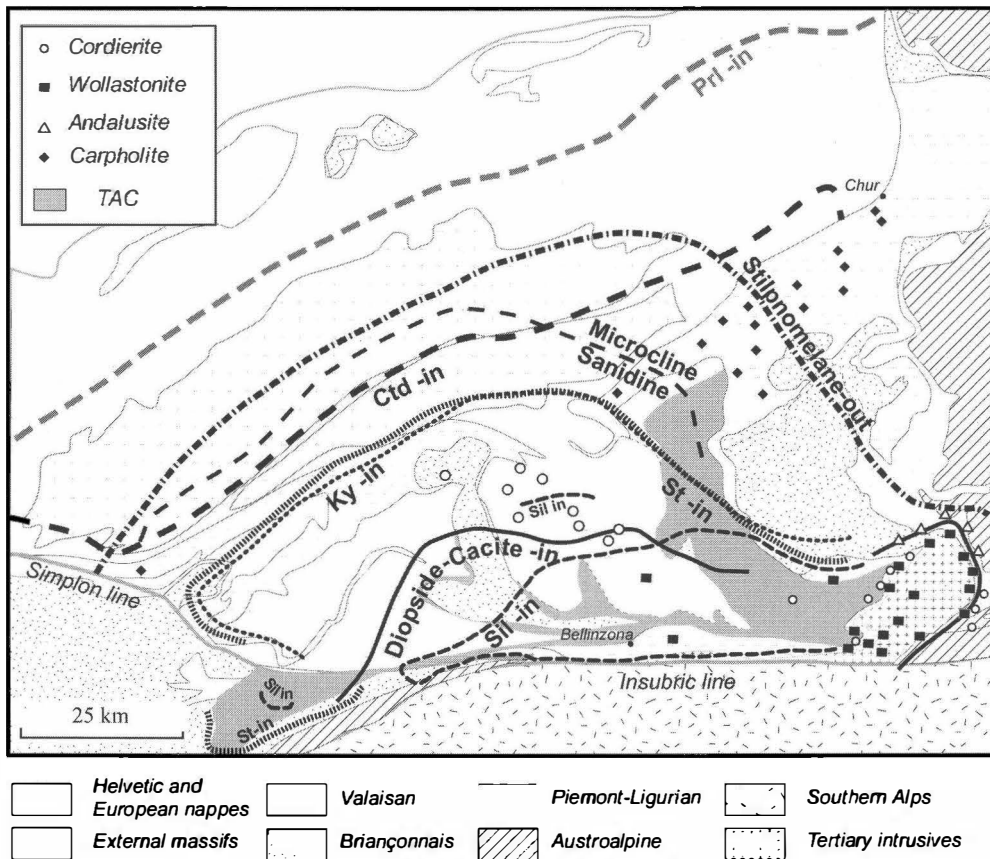 Cordierite
Wollastonite
Andalusite
Carpholite
TAC
Prl -in
Chur
Stilpnomelane-out
Microcline
Sanidine
Ctd -in
Ky -in
St -in
Sil in
Diopside-Cacite -in
Sil -in
Simplon line
Bellinzona
Insubric line
Sil in
St-in
25 km
Helvetic and
European nappes
Valaisan
Piemont-Ligurian
Southern Alps
External massifs
Briançonnais
Austroalpine
Tertiary intrusives